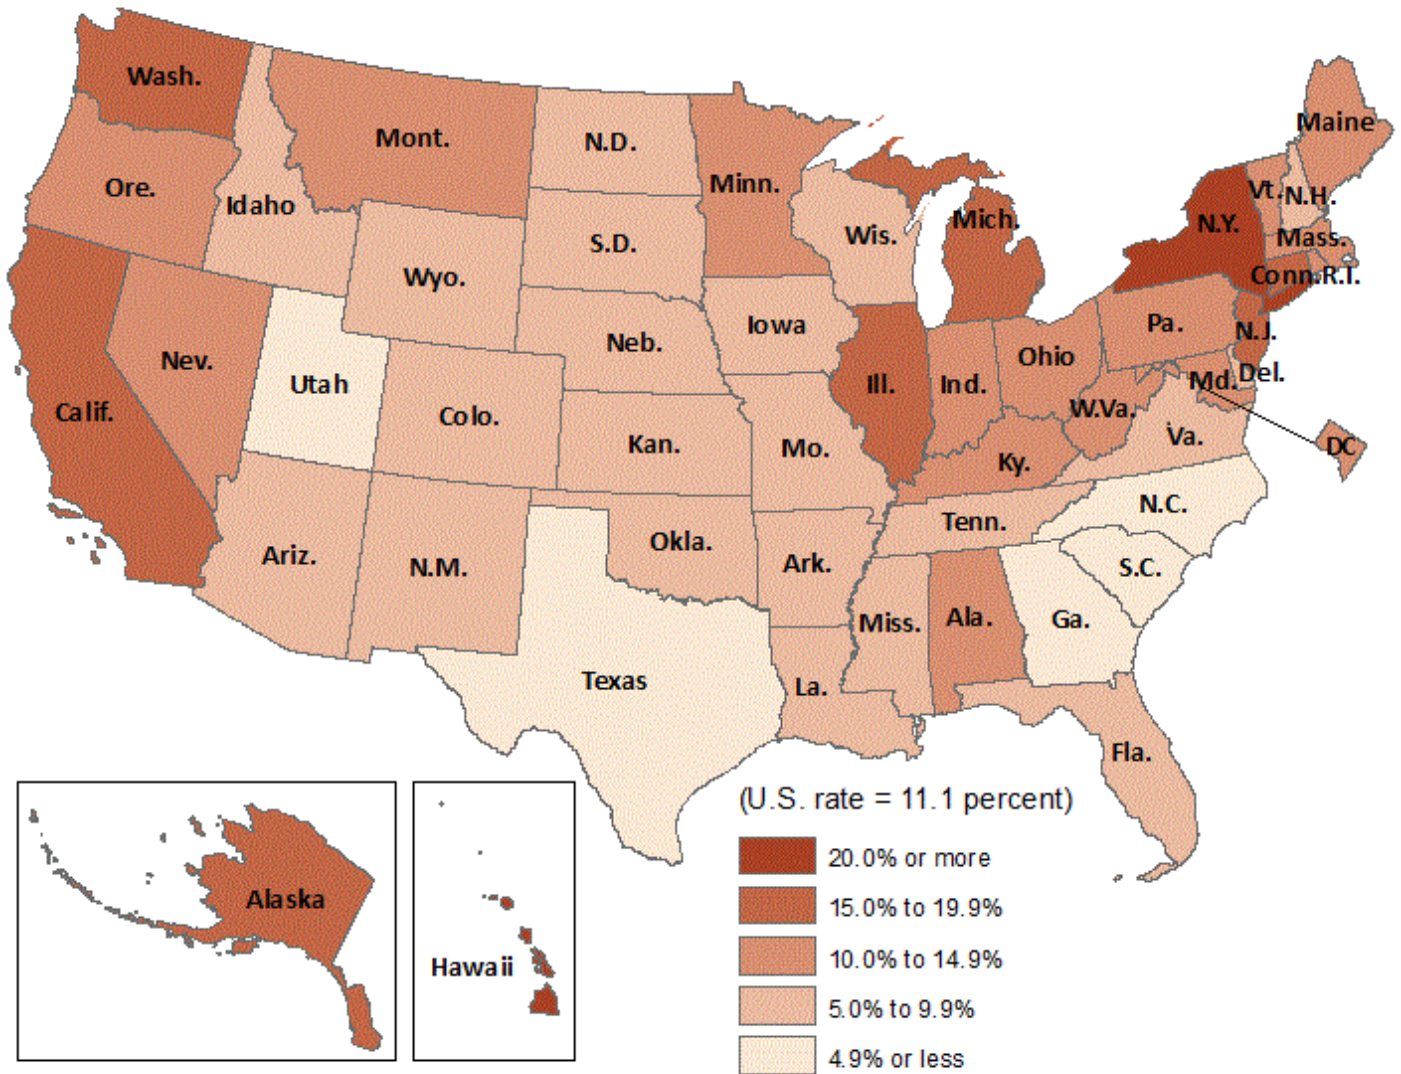 Wash.
Maine
Mont.
N.D.
Minn.
Ore.
Idaho
Vt.
N.H.
Mich.
N.Y.
Wis.
Mass.
S.D.
Wyo.
Conn.
R.I.
Iowa
Pa.
N.J.
Neb.
Ohio
Nev.
Utah
Ill.
Ind.
Md.
Del.
Calif.
Colo.
W.Va.
Kan.
Mo.
Va.
DC
Ky.
N.C.
Tenn.
Okla.
Ariz.
N.M.
Ark.
S.C.
Miss.
Ala.
Ga.
Texas
La.
Fla.
Alaska
Hawaii
(U.S. rate = 11.1 percent)
20.0% or more
15.0% to 19.9%
10.0% to 14.9%
5.0% to 9.9%
4.9% or less